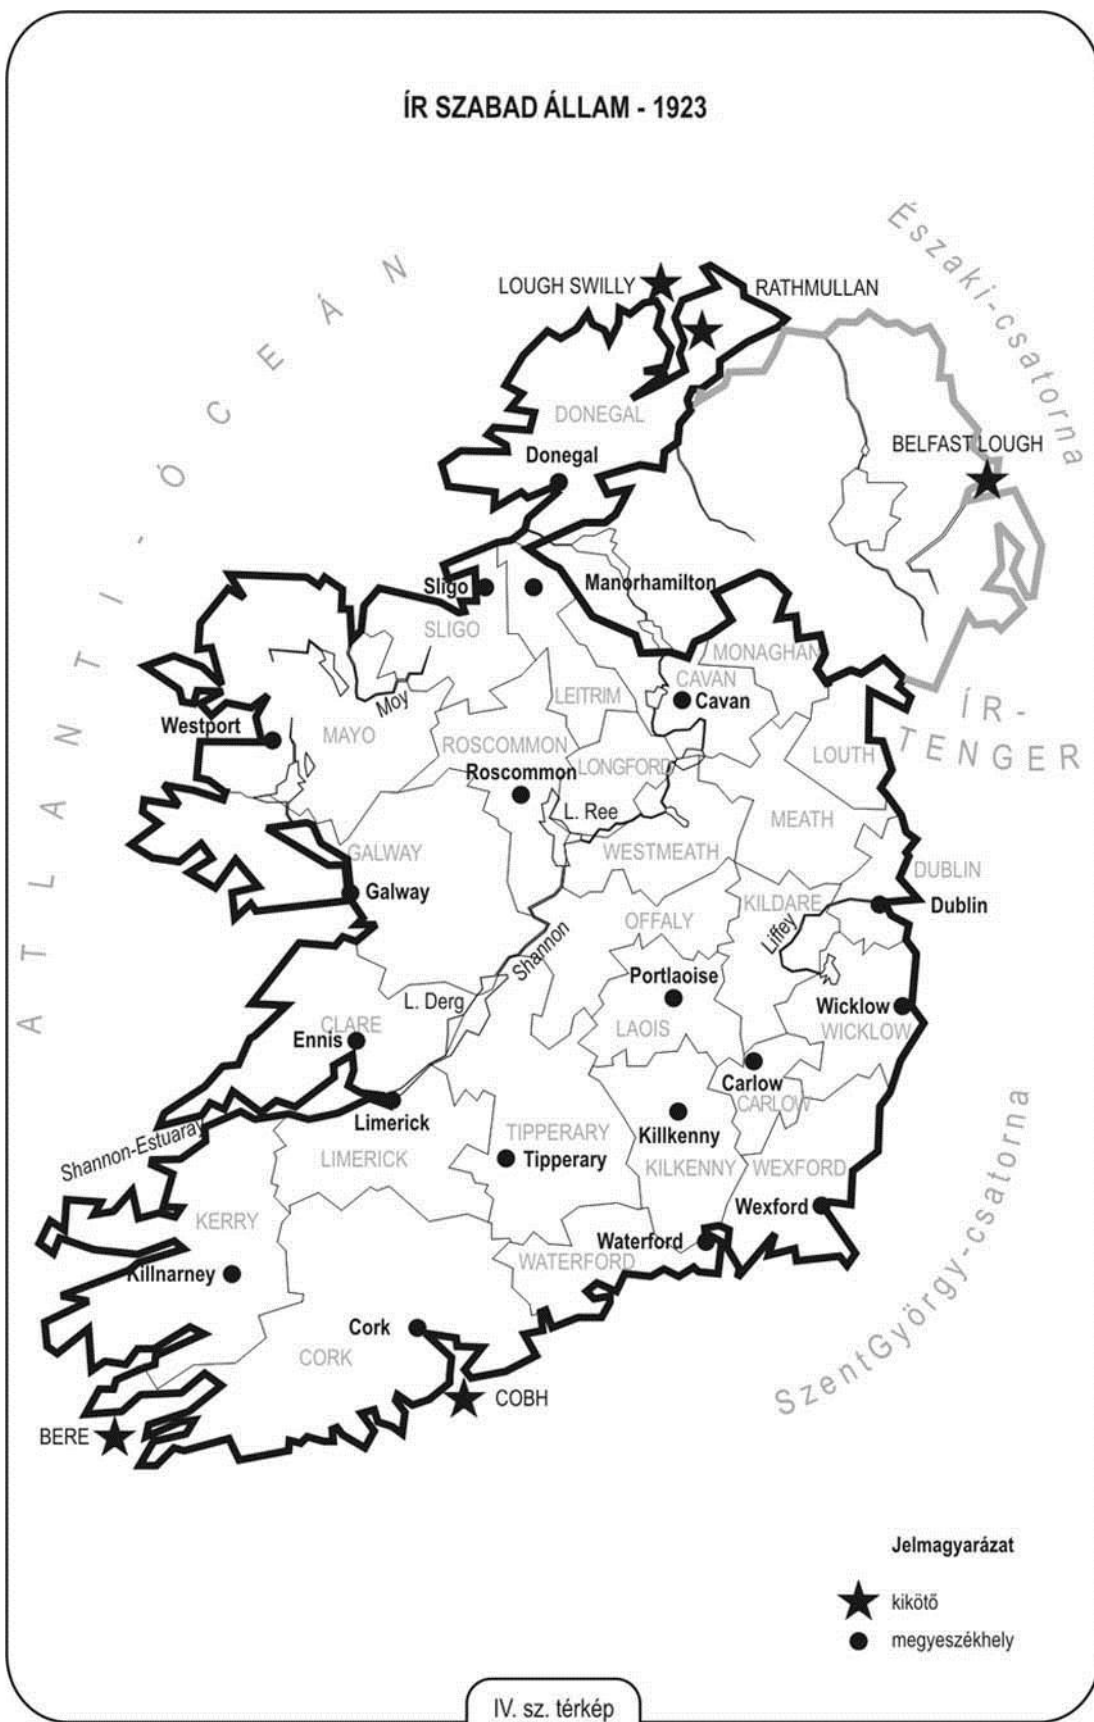 ÍR SZABAD ÁLLAM - 1923
ATLANTI-ÓCEÁN
Északi-csatorna
LOUGH SWILLY
RATHMULLAN
DONEGAL
Donegal
BELFAST LOUGH
Sligo
Manorhamilton
SLIGO
MONAGHAN
CAVAN
Cavan
LEITRIM
Moy
Westport
MAYO
ÍR-
TENGER
ROSCOMMON
LONGFORD
LOUTH
Roscommon
L. Ree
MEATH
GALWAY
WESTMEATH
DUBLIN
Galway
KILDARE
Dublin
OFFALY
Liffey
Shannon
Portlaoise
L. Derg
Wicklow
CLARE
LAOIS
WICKLOW
Ennis
Carlow
CARLOW
Limerick
Shannon-Estuaray
TIPPERARY
Killkenny
LIMERICK
Tipperary
KILKENNY
WEXFORD
KERRY
Wexford
Waterford
WATERFORD
Killnarney
Cork
CORK
SzentGyörgy-csatorna
COBH
BERE
Jelmagyarázat
kikötő
megyeszékhely
IV. sz. térkép